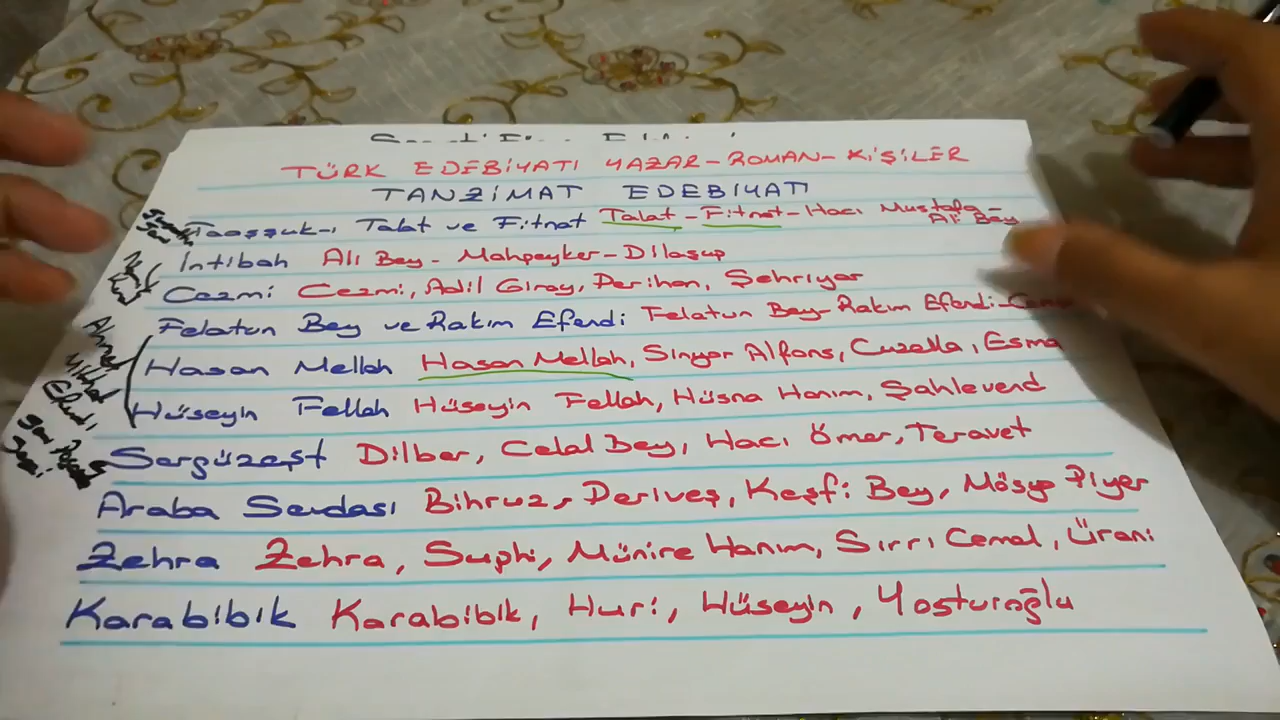 TÜRK EDEBİYATI YAZAR-ROMAN-KİŞİLER
TANZİMAT EDEBIYATI
Taaşşuk-ı Talat ve Fitnat Talat-Fitnat-Hacı Mustafa-
Ali Bey
İntibah Ali Bey-Mahpeyker-Dilaşup
Cezmi Cezmi, Adil Giray, Perihan, Şehriyar
Felatun Bey ve Rakım Efendi Felatun Bey-Rakım Efendi-
Hasan Mellah Hasan Mellah, Sinyor Alfons, Cuzella, Esma
Hüseyin Fellah Hüseyin Fellah, Hüsna Hanım, Şahlevend
Sergüzeşt Dilber, Celal Bey, Hacı Ömer, Teravet
Araba Sevdası Bihruz, Periveş, Keşfi Bey, Mösyo Piyer
Zehra Zehra, Suphi, Münire Hanım, Sırrı Cemal, Ürani
Karabibik Karabibik, Huri, Hüseyin, Yosturoğlu